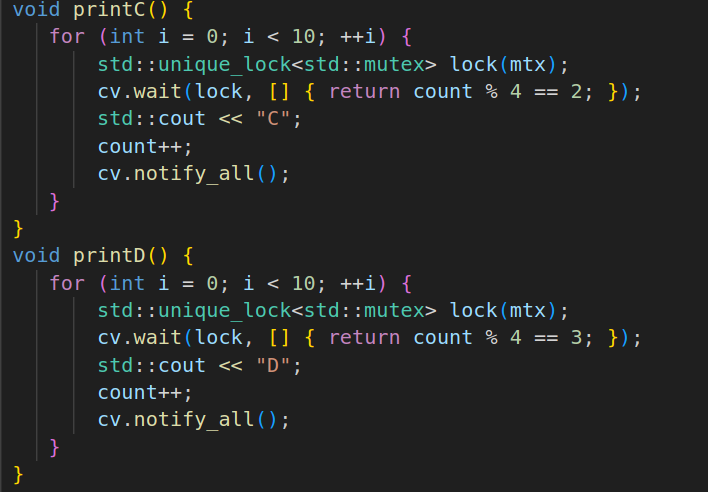 void printC() {
    for (int i = 0; i < 10; ++i) {
        std::unique_lock<std::mutex> lock(mtx);
        cv.wait(lock, [] { return count % 4 == 2; });
        std::cout << "C";
        count++;
        cv.notify_all();
    }
}
void printD() {
    for (int i = 0; i < 10; ++i) {
        std::unique_lock<std::mutex> lock(mtx);
        cv.wait(lock, [] { return count % 4 == 3; });
        std::cout << "D";
        count++;
        cv.notify_all();
    }
}